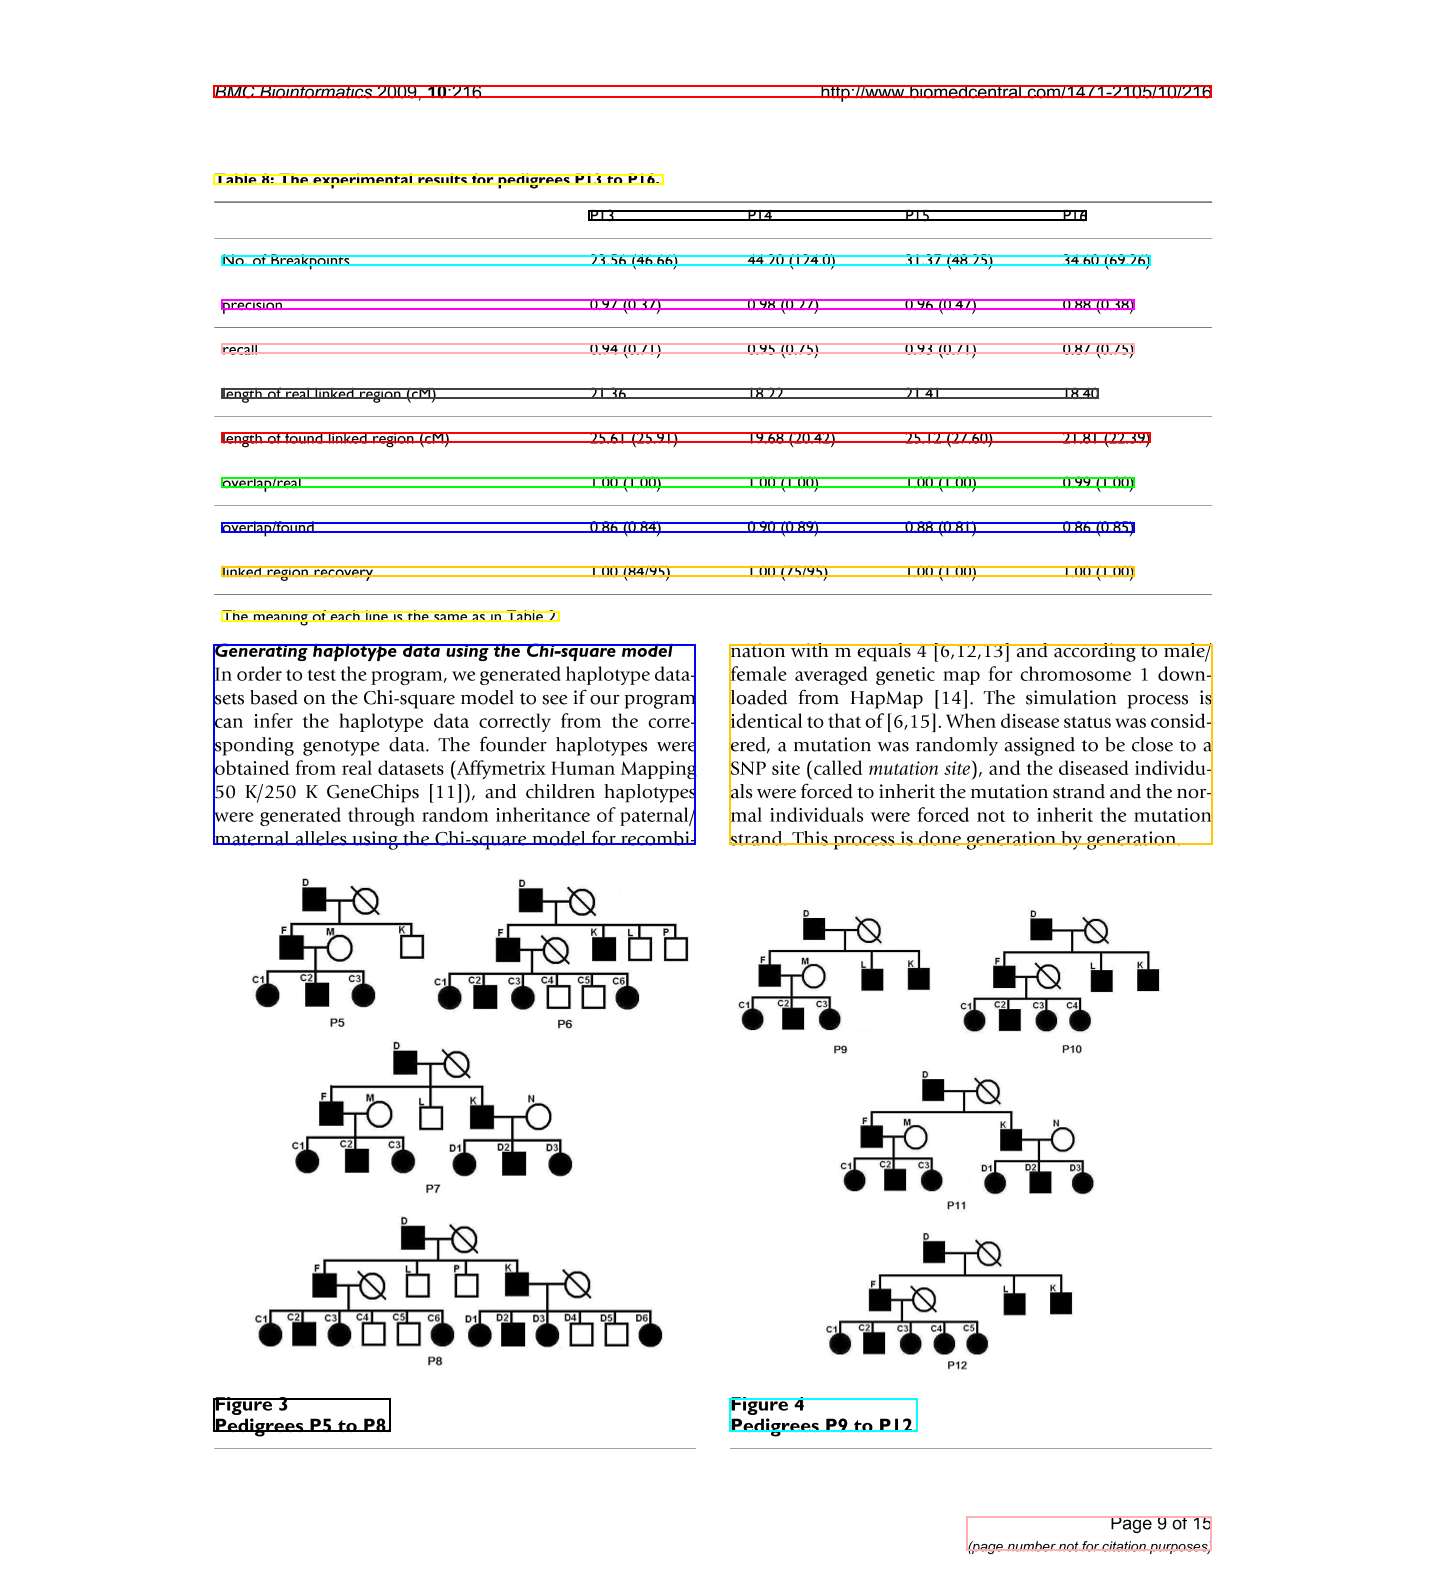 BMC Bioinformatics 2009, 10:216 http://www.biomedcentral.com/1471-2105/10/216
Table 8: The experimental results for pedigrees P13 to P16.
P13 P14 P15 P16
No. of Breakpoints 23.56 (46.66) 44.20 (124.0) 31.37 (48.25) 34.60 (69.26)
precision 0.97 (0.37) 0.98 (0.27) 0.96 (0.47) 0.88 (0.38)
recall 0.94 (0.71) 0.95 (0.75) 0.93 (0.71) 0.87 (0.75)
length of real linked region (cM) 21.36 18.22 21.41 18.40
length of found linked region (cM) 25.61 (25.91) 19.68 (20.42) 25.12 (27.60) 21.81 (22.39)
overlap/real 1.00 (1.00) 1.00 (1.00) 1.00 (1.00) 0.99 (1.00)
overlap/found 0.86 (0.84) 0.90 (0.89) 0.88 (0.81) 0.86 (0.85)
linked region recovery 1.00 (84/95) 1.00 (75/95) 1.00 (1.00) 1.00 (1.00)
The meaning of each line is the same as in Table 2.
Generating haplotype data using the Chi-square model
In order to test the program, we generated haplotype data-
sets based on the Chi-square model to see if our program
can infer the haplotype data correctly from the corre-
sponding genotype data. The founder haplotypes were
obtained from real datasets (Affymetrix Human Mapping
50 K/250 K GeneChips [11]), and children haplotypes
were generated through random inheritance of paternal/
maternal alleles using the Chi-square model for recombi-
nation with m equals 4 [6,12,13] and according to male/
female averaged genetic map for chromosome 1 down-
loaded from HapMap [14]. The simulation process is
identical to that of [6,15]. When disease status was consid-
ered, a mutation was randomly assigned to be close to a
SNP site (called mutation site), and the diseased individu-
als were forced to inherit the mutation strand and the nor-
mal individuals were forced not to inherit the mutation
strand. This process is done generation by generation.
D
F M K
C1 C2 C3
P5
D
F K L P
C1 C2 C3 C4 C5 C6
P6
D
F M L K N
C1 C2 C3 D1 D2 D3
P7
D
F L P K
C1 C2 C3 C4 C5 C6 D1 D2 D3 D4 D5 D6
P8
Figure 3
Pedigrees P5 to P8
D
F M L K
C1 C2 C3
P9
D
F L K
C1 C2 C3 C4
P10
D
F M K N
C1 C2 C3 D1 D2 D3
P11
D
F L K
C1 C2 C3 C4 C5
P12
Figure 4
Pedigrees P9 to P12
Page 9 of 15
(page number not for citation purposes)